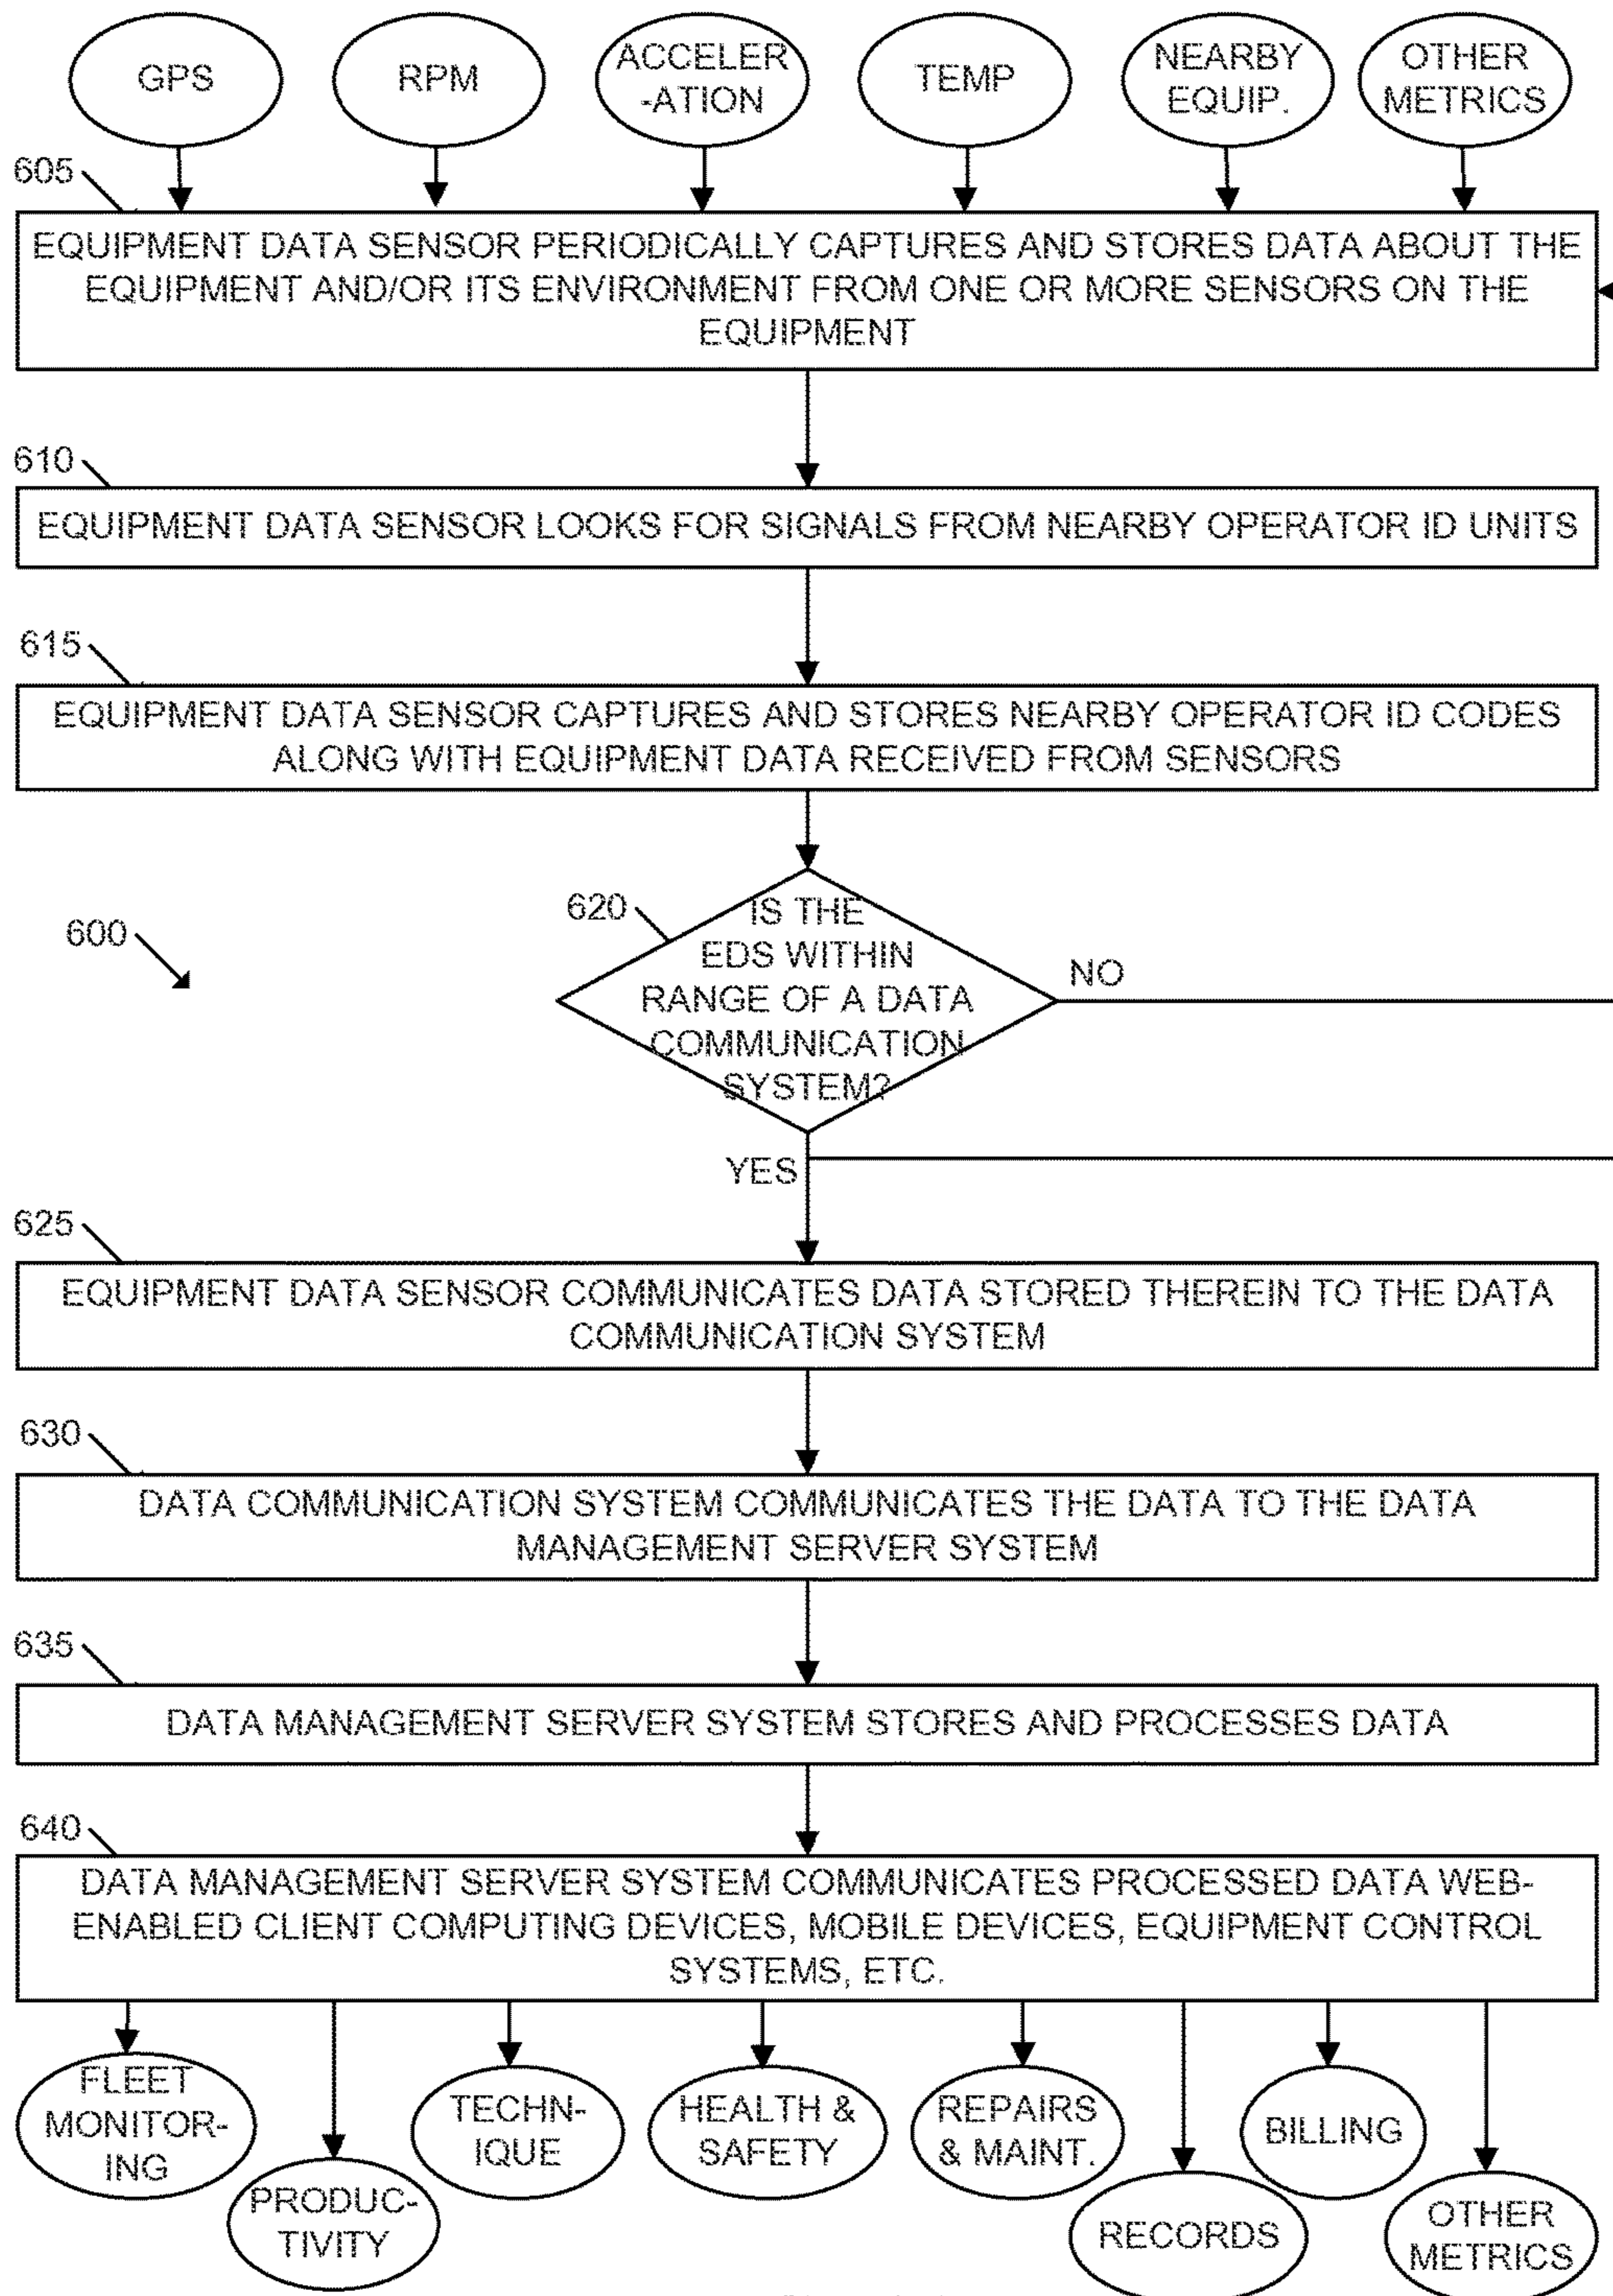 GPS
RPM
ACCELER
-ATION
TEMP
NEARBY
EQUIP.
OTHER
METRICS
605
EQUIPMENT DATA SENSOR PERIODICALLY CAPTURES AND STORES DATA ABOUT THE
EQUIPMENT AND/OR ITS ENVIRONMENT FROM ONE OR MORE SENSORS ON THE
EQUIPMENT
610
EQUIPMENT DATA SENSOR LOOKS FOR SIGNALS FROM NEARBY OPERATOR ID UNITS
615
EQUIPMENT DATA SENSOR CAPTURES AND STORES NEARBY OPERATOR ID CODES
ALONG WITH EQUIPMENT DATA RECEIVED FROM SENSORS
600
620
IS THE
EDS WITHIN
RANGE OF A DATA
COMMUNICATION
SYSTEM?
NO
YES
625
EQUIPMENT DATA SENSOR COMMUNICATES DATA STORED THEREIN TO THE DATA
COMMUNICATION SYSTEM
630
DATA COMMUNICATION SYSTEM COMMUNICATES THE DATA TO THE DATA
MANAGEMENT SERVER SYSTEM
635
DATA MANAGEMENT SERVER SYSTEM STORES AND PROCESSES DATA
640
DATA MANAGEMENT SERVER SYSTEM COMMUNICATES PROCESSED DATA WEB-
ENABLED CLIENT COMPUTING DEVICES, MOBILE DEVICES, EQUIPMENT CONTROL
SYSTEMS, ETC.
FLEET
MONITOR-
ING
PRODUC-
TIVITY
TECHN-
IQUE
HEALTH &
SAFETY
REPAIRS
& MAINT.
RECORDS
BILLING
OTHER
METRICS